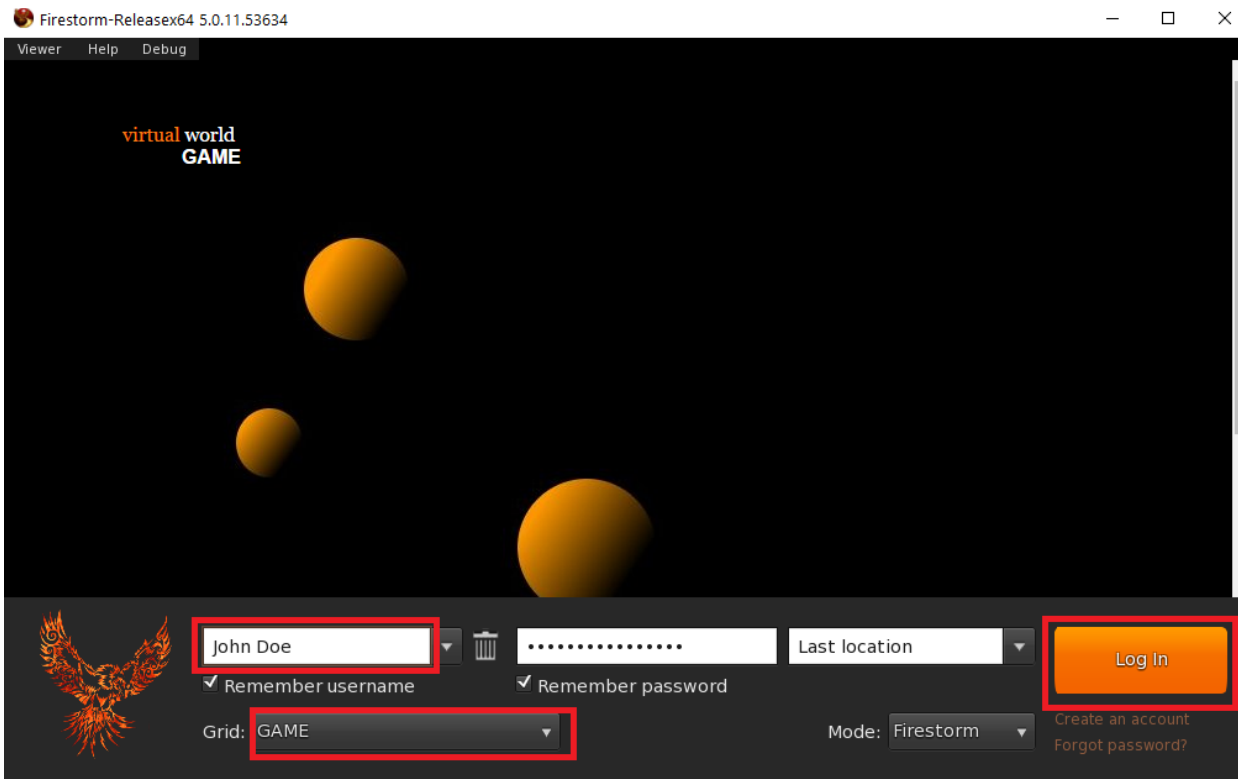 Firestorm-Releasex64 5.0.11.53634
Viewer Help Debug
virtual world
GAME
John Doe
•••••••••••••••• Last location
Log In
Remember username Remember password
Grid: GAME Mode: Firestorm
Create an account
Forgot password?